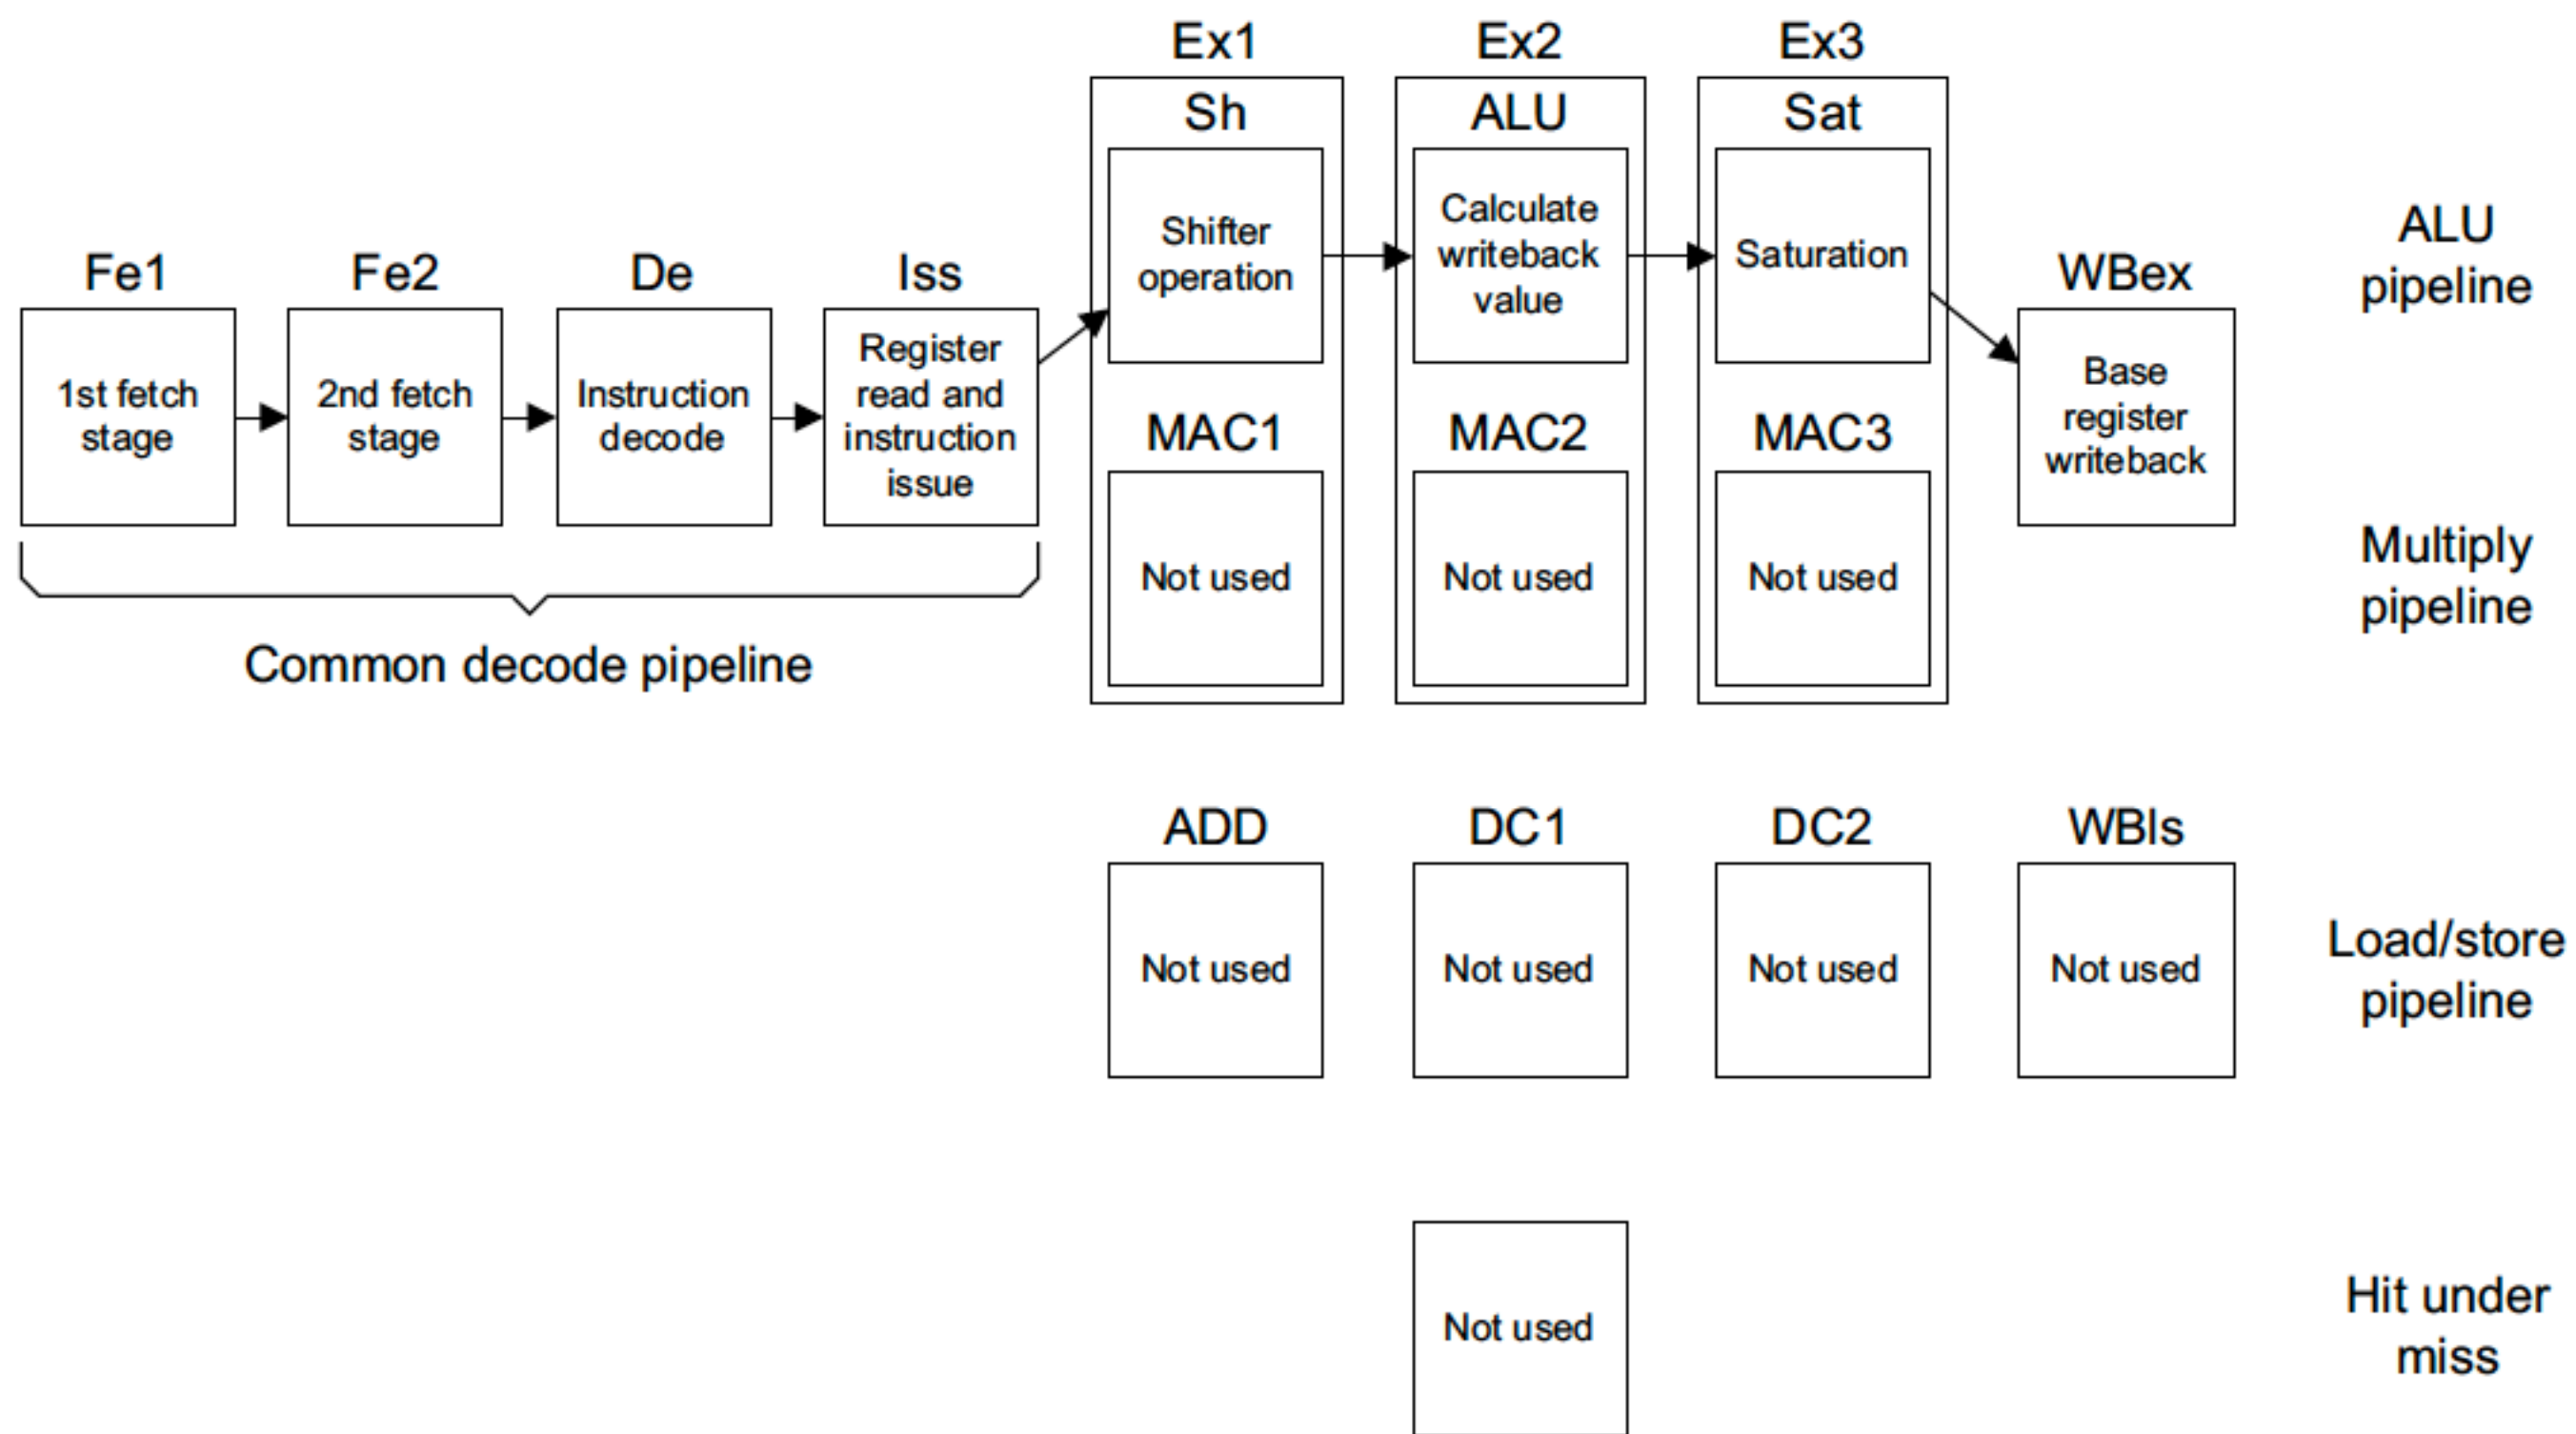 Ex1 Ex2 Ex3
Sh ALU Sat
Shifter
operation
Calculate
writeback
value
Saturation
ALU
pipeline
Fe1 Fe2 De Iss WBex
1st fetch
stage
2nd fetch
stage
Instruction
decode
Register
read and
instruction
issue
Base
register
writeback
MAC1 MAC2 MAC3
Not used Not used Not used
Multiply
pipeline
Common decode pipeline
ADD DC1 DC2 WBls
Not used Not used Not used Not used
Load/store
pipeline
Not used
Hit under
miss